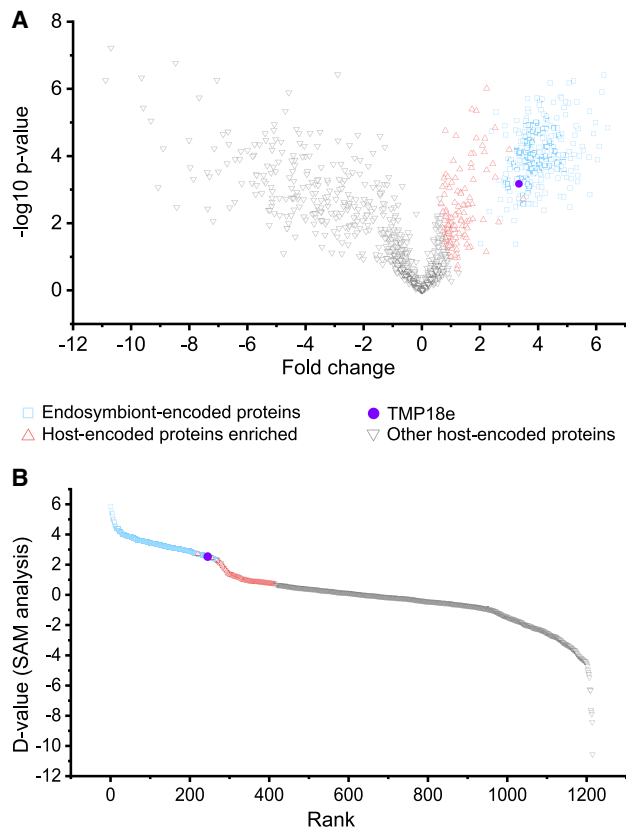 A
8
6
4
2
0
-log10 p-value
-12 -10 -8 -6 -4 -2 0 2 4 6
Fold change
Endosymbiont-encoded proteins
TMP18e
Host-encoded proteins enriched
Other host-encoded proteins
B
6
4
2
0
-2
-4
-6
-8
-10
-12
D-value (SAM analysis)
0 200 400 600 800 1000 1200
Rank